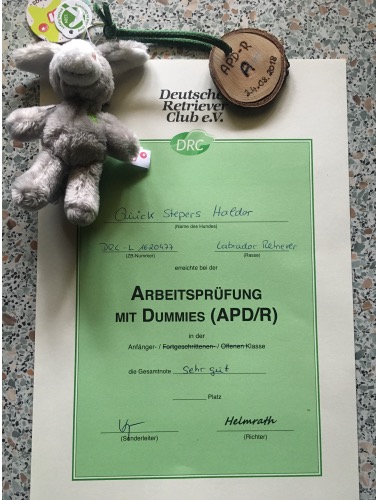 APD-R
A
24.08.2018
Deutscher
Retriever
Club e.V.
DRC
Quick Stepers Haldor
(Name des Hundes)
DRC-L 1620477 Labrador Retriever
(ZB-Nummer) (Rasse)
erreichte bei der
ARBEITSPRÜFUNG
MIT DUMMIES (APD/R)
in der
Anfänger- / Fortgeschrittenen- / Offenen Klasse
die Gesamtnote sehr gut
Platz
Helmrath
(Sonderleiter) (Richter)